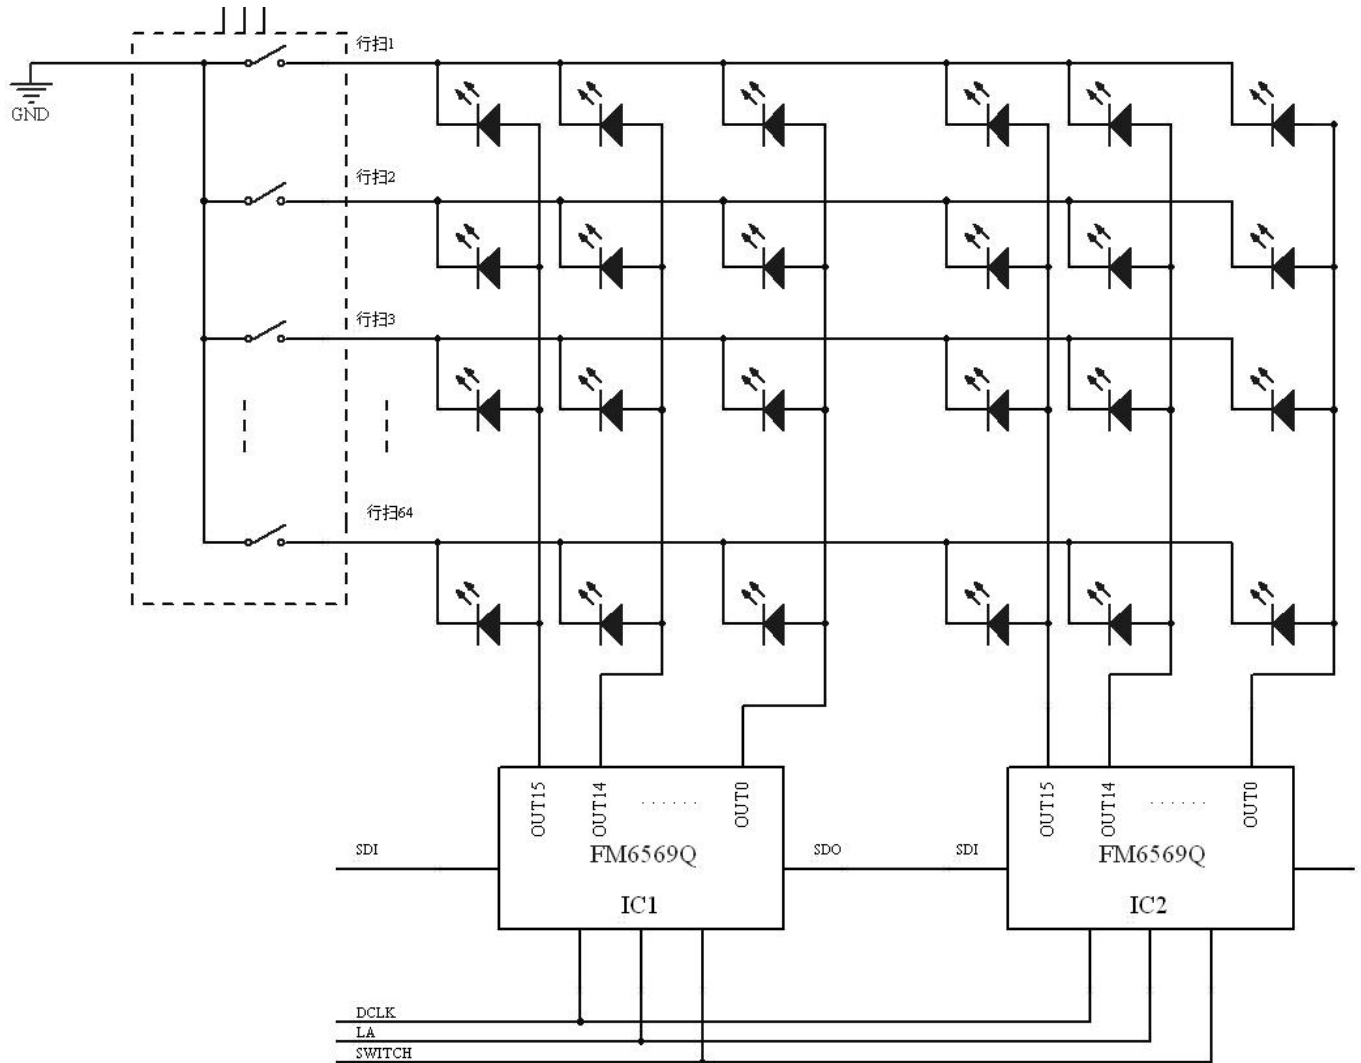 行扫1
GND
行扫2
行扫3
行扫64
OUT15
OUT14
......
OUT0
OUT15
OUT14
......
OUT0
SDI
FM6569Q
SDO
SDI
FM6569Q
IC1
IC2
DCLK
LA
SWITCH